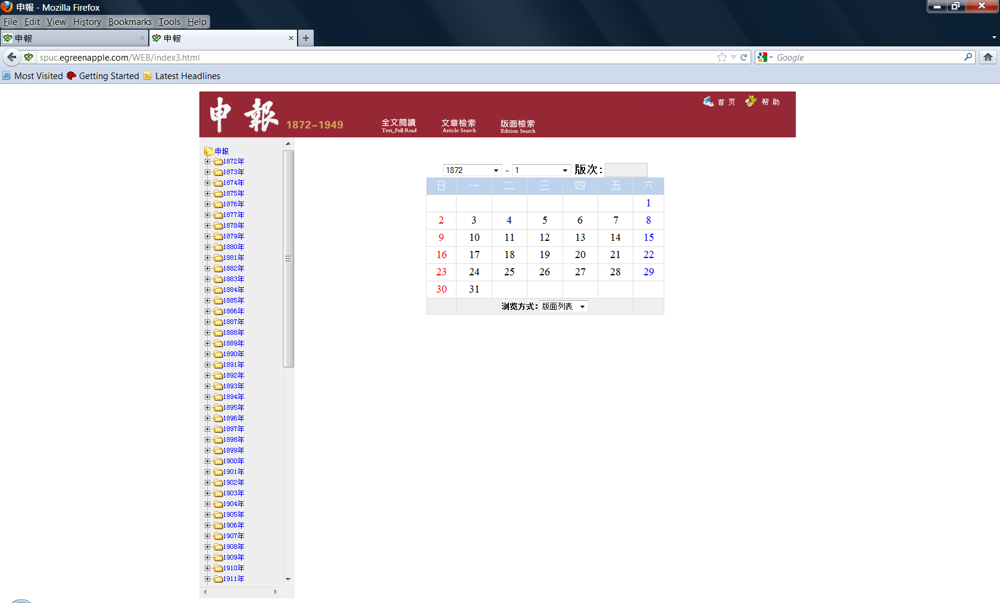 申報 - Mozilla Firefox
File Edit View History Bookmarks Tools Help
申報 申報
spuc.egreenapple.com/WEB/index3.html Google
Most Visited Getting Started Latest Headlines
首 页 帮 助
申 報 1872-1949 全文閱讀 文章檢索 版面檢索
Text_Full Read Article Search Edition Search
申報
1872年
1873年
1874年
1875年
1876年
1877年
1878年
1879年
1880年
1881年
1882年
1883年
1884年
1885年
1886年
1887年
1888年
1889年
1890年
1891年
1892年
1893年
1894年
1895年
1896年
1897年
1898年
1899年
1900年
1901年
1902年
1903年
1904年
1905年
1906年
1907年
1908年
1909年
1910年
1911年
1872 - 1 版次:
日 一 二 三 四 五 六
1
2 3 4 5 6 7 8
9 10 11 12 13 14 15
16 17 18 19 20 21 22
23 24 25 26 27 28 29
30 31
浏览方式: 版面列表